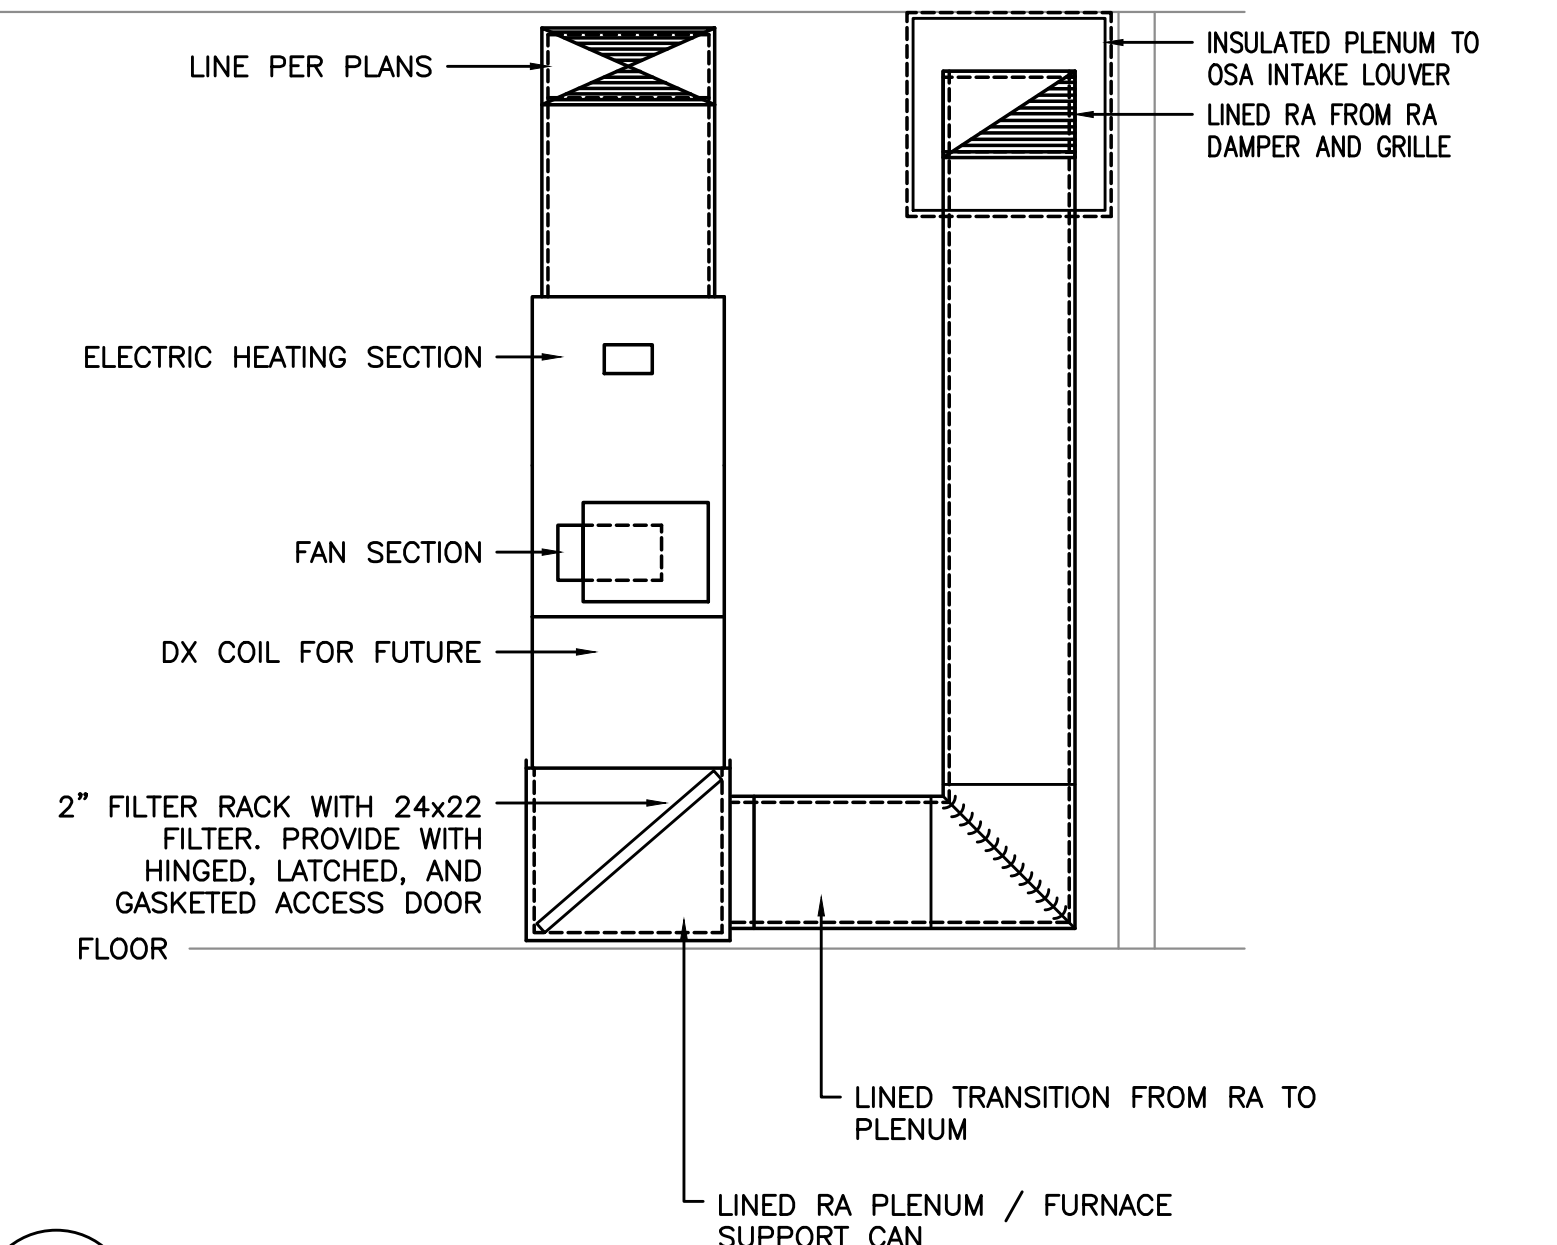 LINE PER PLANS
INSULATED PLENUM TO
OSA INTAKE LOUVER
LINED RA FROM RA
DAMPER AND GRILLE
ELECTRIC HEATING SECTION
FAN SECTION
DX COIL FOR FUTURE
2" FILTER RACK WITH 24x22
FILTER. PROVIDE WITH
HINGED, LATCHED, AND
GASKETED ACCESS DOOR
FLOOR
LINED TRANSITION FROM RA TO
PLENUM
LINED RA PLENUM / FURNACE
SUPPORT CAN